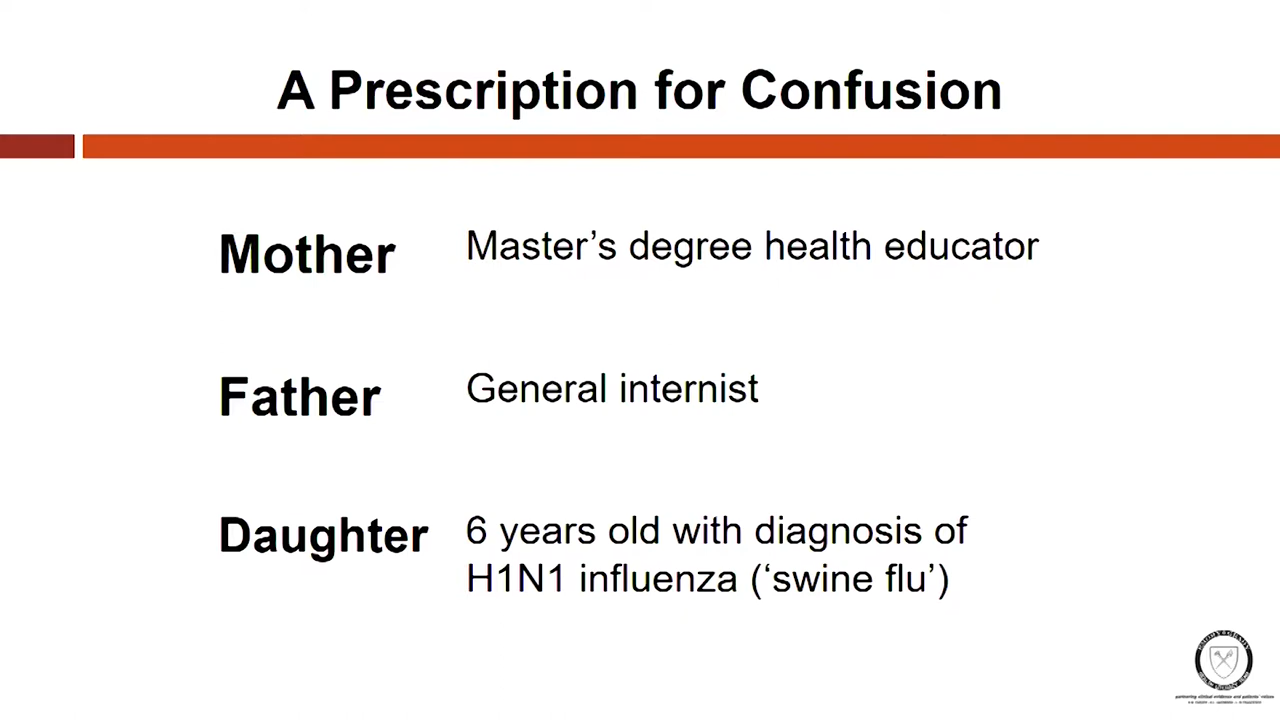 A Prescription for Confusion
Mother Master’s degree health educator
Father General internist
Daughter 6 years old with diagnosis of
H1N1 influenza (‘swine flu’)